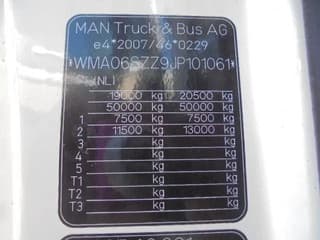 MAN Truck & Bus AG
e4*2007/46*0229
*WMA06SZZ9JP101061*
(NL)
19000 kg 20500 kg
50000 kg 50000 kg
1 7500 kg 7500 kg
2 11500 kg 13000 kg
3 kg kg
4 kg kg
5 kg kg
T1 kg kg
T2 kg kg
T3 kg kg